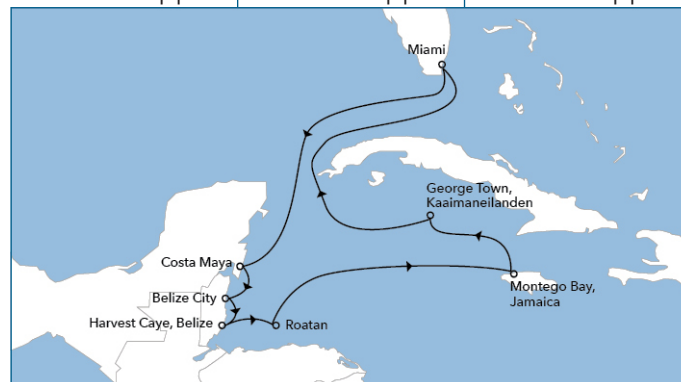 Miami
George Town,
Kaaimaneilanden
Costa Maya
Montego Bay,
Jamaica
Belize City
Harvest Caye, Belize
Roatan